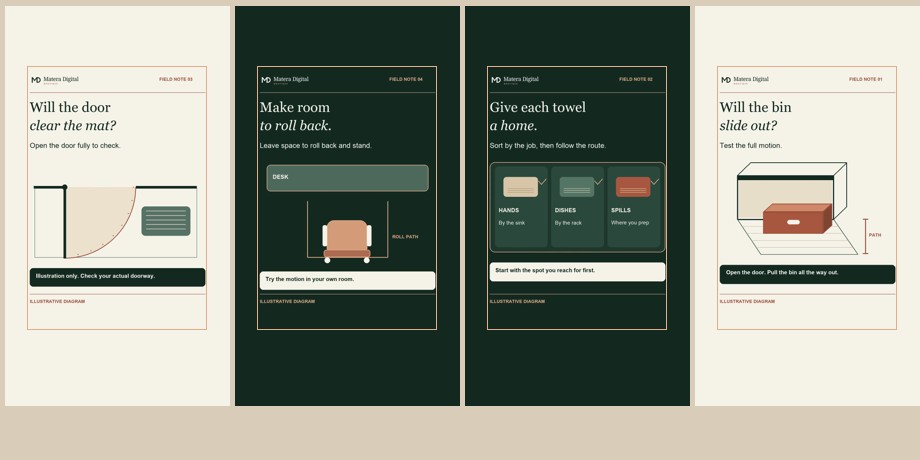 Matera Digital
FIELD NOTE 03
Will the door
clear the mat?
Open the door fully to check.
Illustration only. Check your actual doorway.
ILLUSTRATIVE DIAGRAM
Matera Digital
FIELD NOTE 04
Make room
to roll back.
Leave space to roll back and stand.
DESK
ROLL PATH
Try the motion in your own room.
ILLUSTRATIVE DIAGRAM
Matera Digital
FIELD NOTE 02
Give each towel
a home.
Sort by the job, then follow the route.
HANDS
By the sink
DISHES
By the rack
SPILLS
Where you prep
Start with the spot you reach for first.
ILLUSTRATIVE DIAGRAM
Matera Digital
FIELD NOTE 01
Will the bin
slide out?
Test the full motion.
PATH
Open the door. Pull the bin all the way out.
ILLUSTRATIVE DIAGRAM